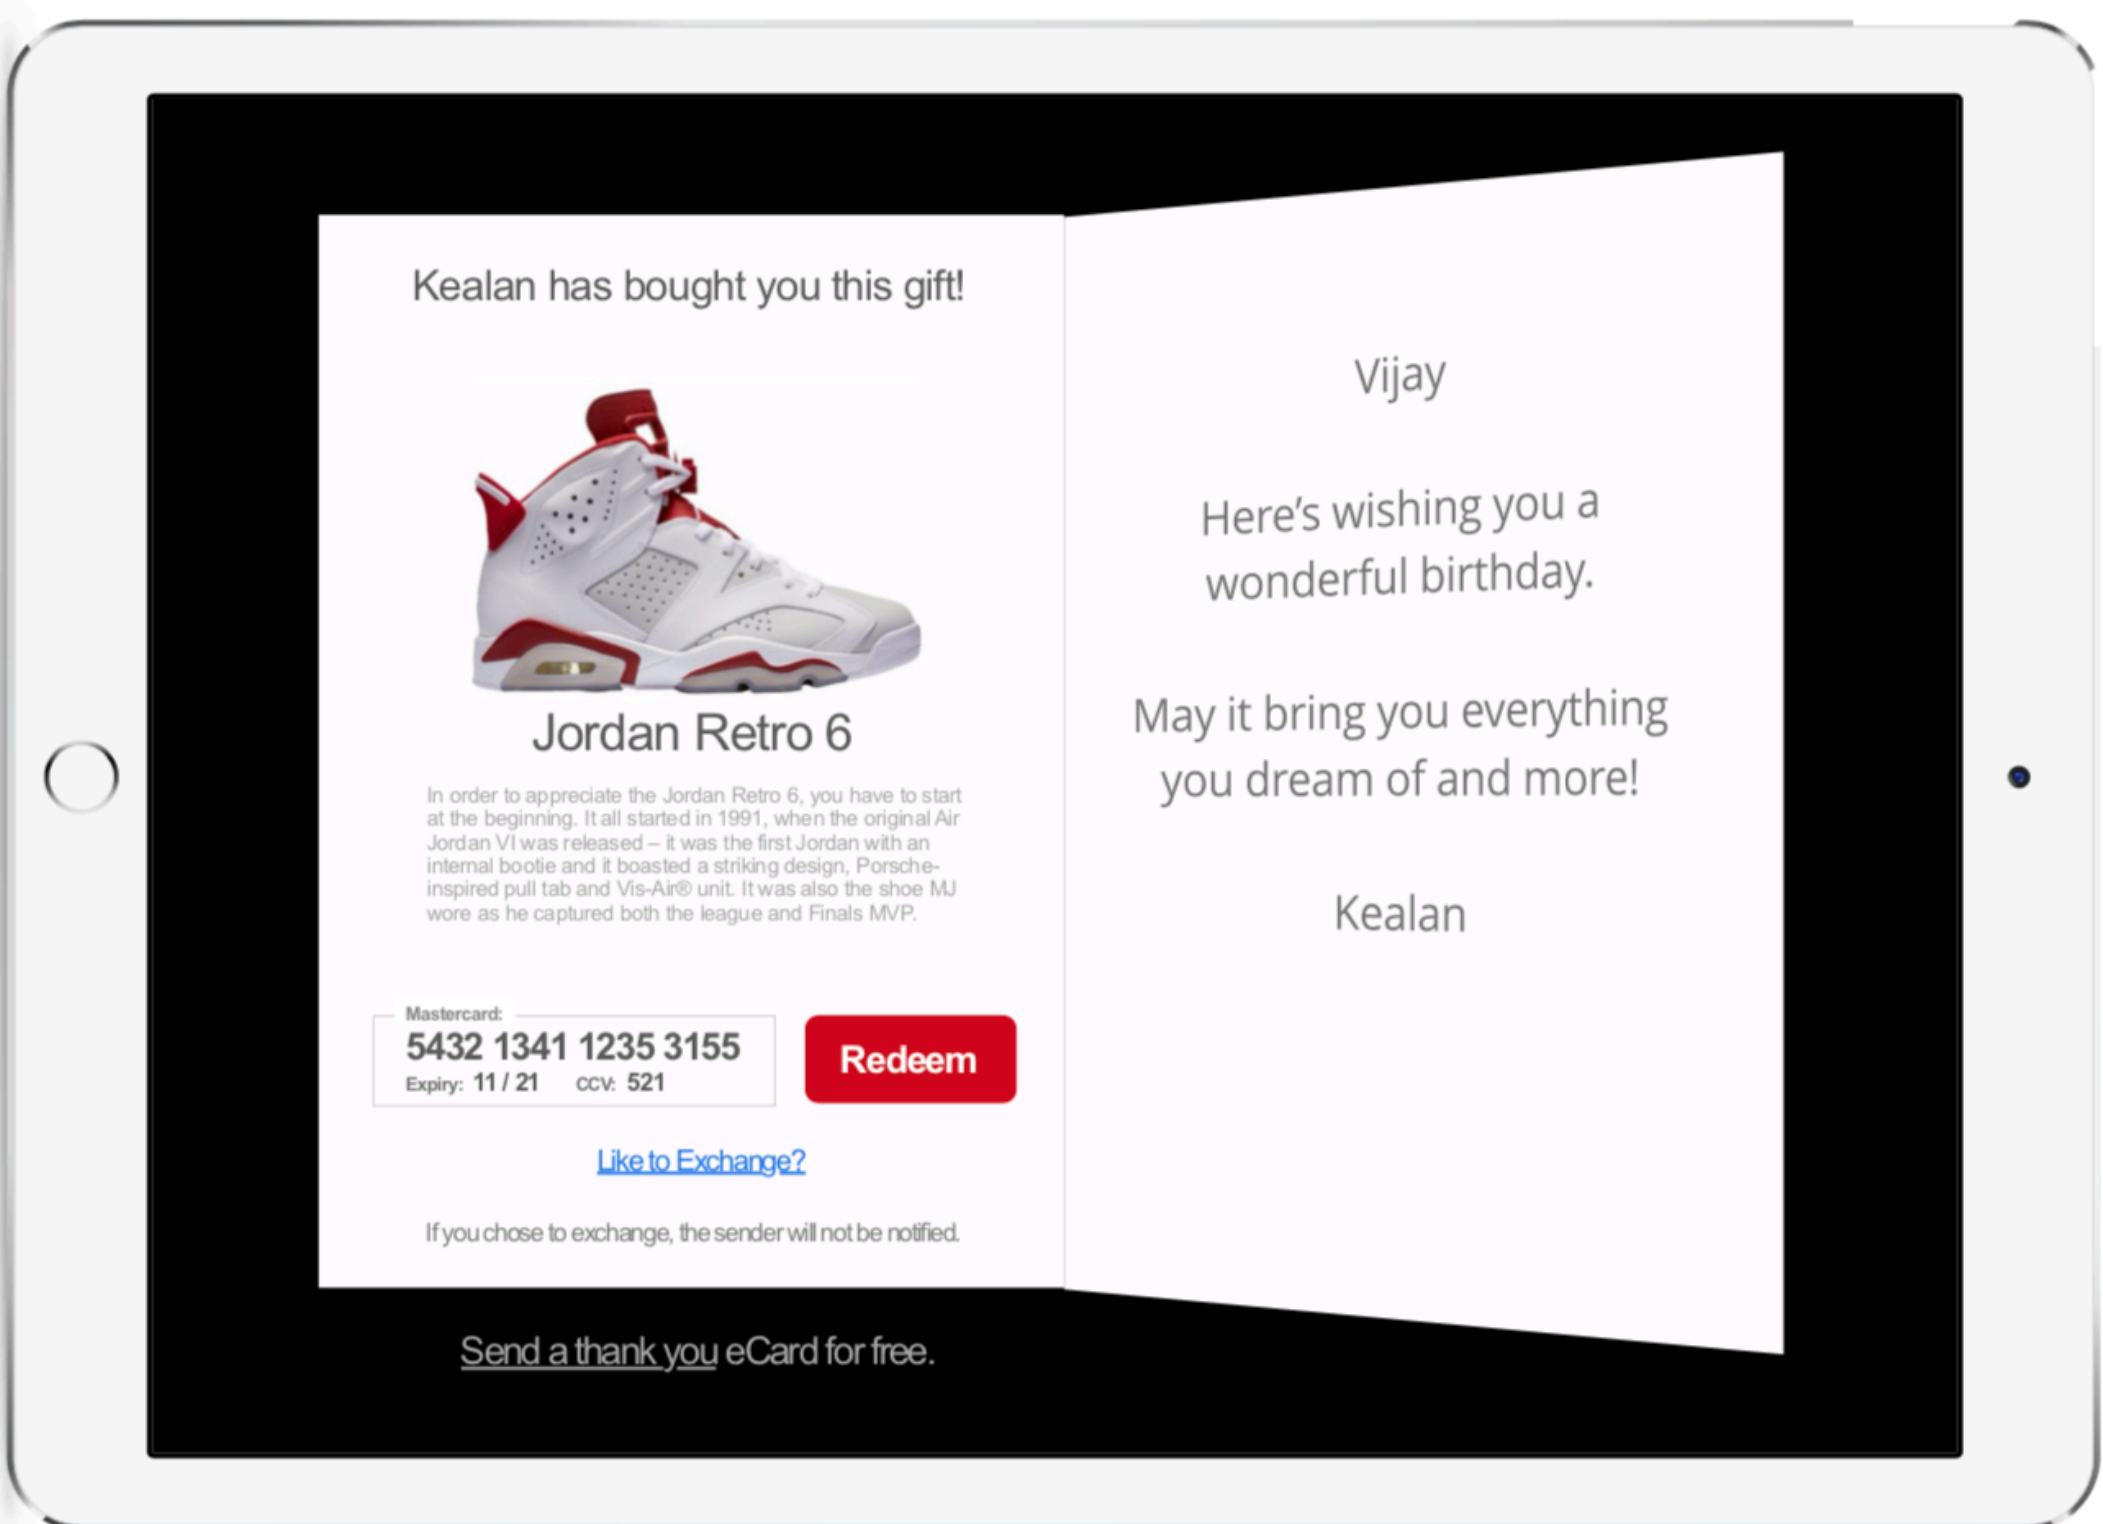 Kealan has bought you this gift!
Jordan Retro 6
In order to appreciate the Jordan Retro 6, you have to start
at the beginning. It all started in 1991, when the original Air
Jordan VI was released – it was the first Jordan with an
internal bootie and it boasted a striking design, Porsche-
inspired pull tab and Vis-Air® unit. It was also the shoe MJ
wore as he captured both the league and Finals MVP.
Mastercard:
5432 1341 1235 3155
Expiry: 11 / 21 CCV: 521
Redeem
Like to Exchange?
If you chose to exchange, the sender will not be notified.
Send a thank you eCard for free.
Vijay
Here’s wishing you a
wonderful birthday.
May it bring you everything
you dream of and more!
Kealan